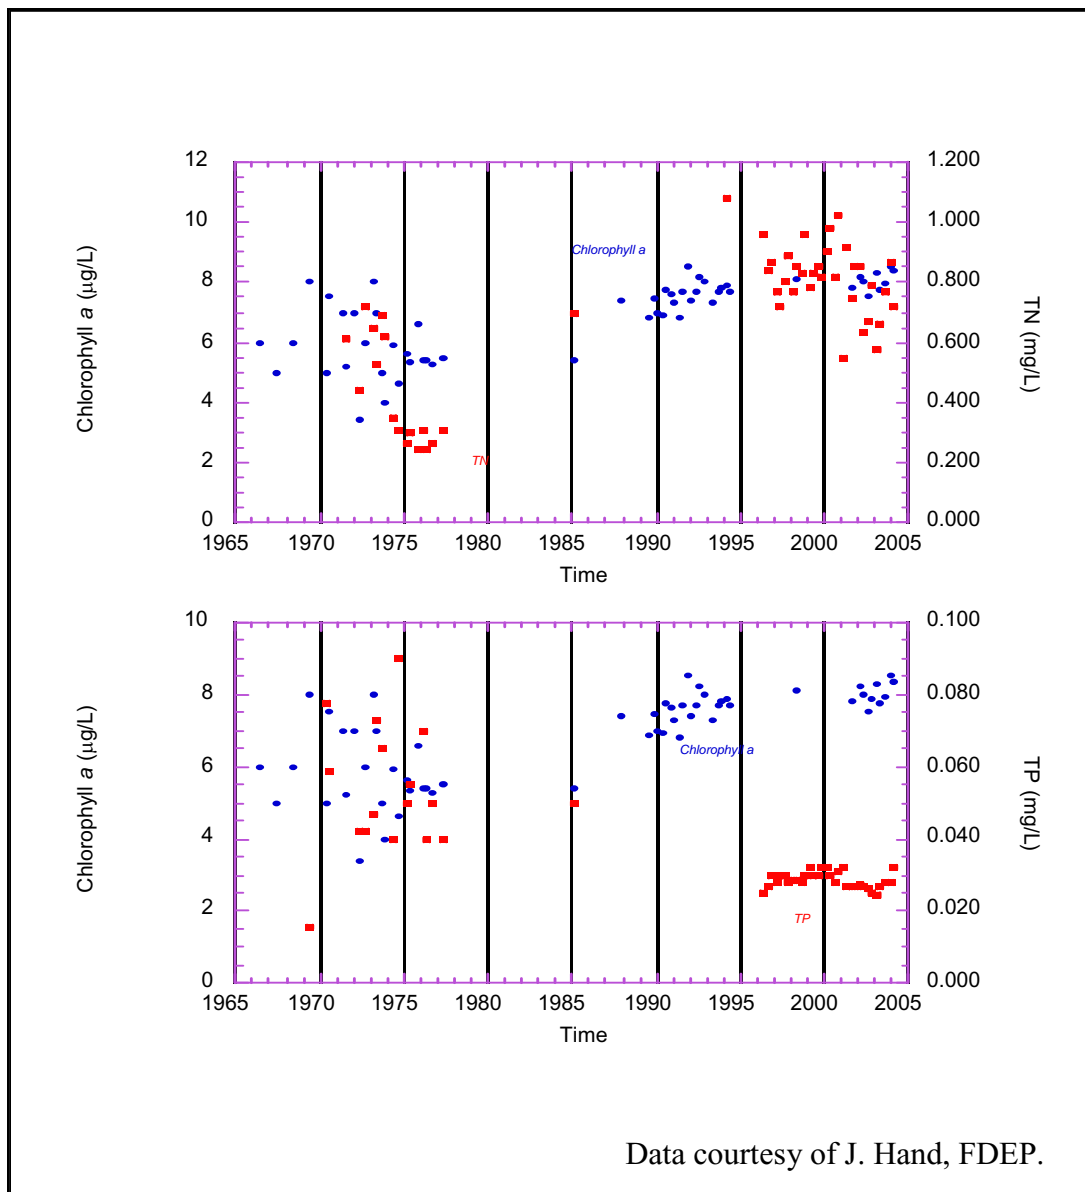 12
10
8
6
4
2
0
Chlorophyll a (µg/L)
1.200
1.000
0.800
0.600
0.400
0.200
0.000
TN (mg/L)
Chlorophyll a
TN
1965 1970 1975 1980 1985 1990 1995 2000 2005
Time
10
8
6
4
2
0
Chlorophyll a (µg/L)
0.100
0.080
0.060
0.040
0.020
0.000
TP (mg/L)
Chlorophyll a
TP
1965 1970 1975 1980 1985 1990 1995 2000 2005
Time
Data courtesy of J. Hand, FDEP.